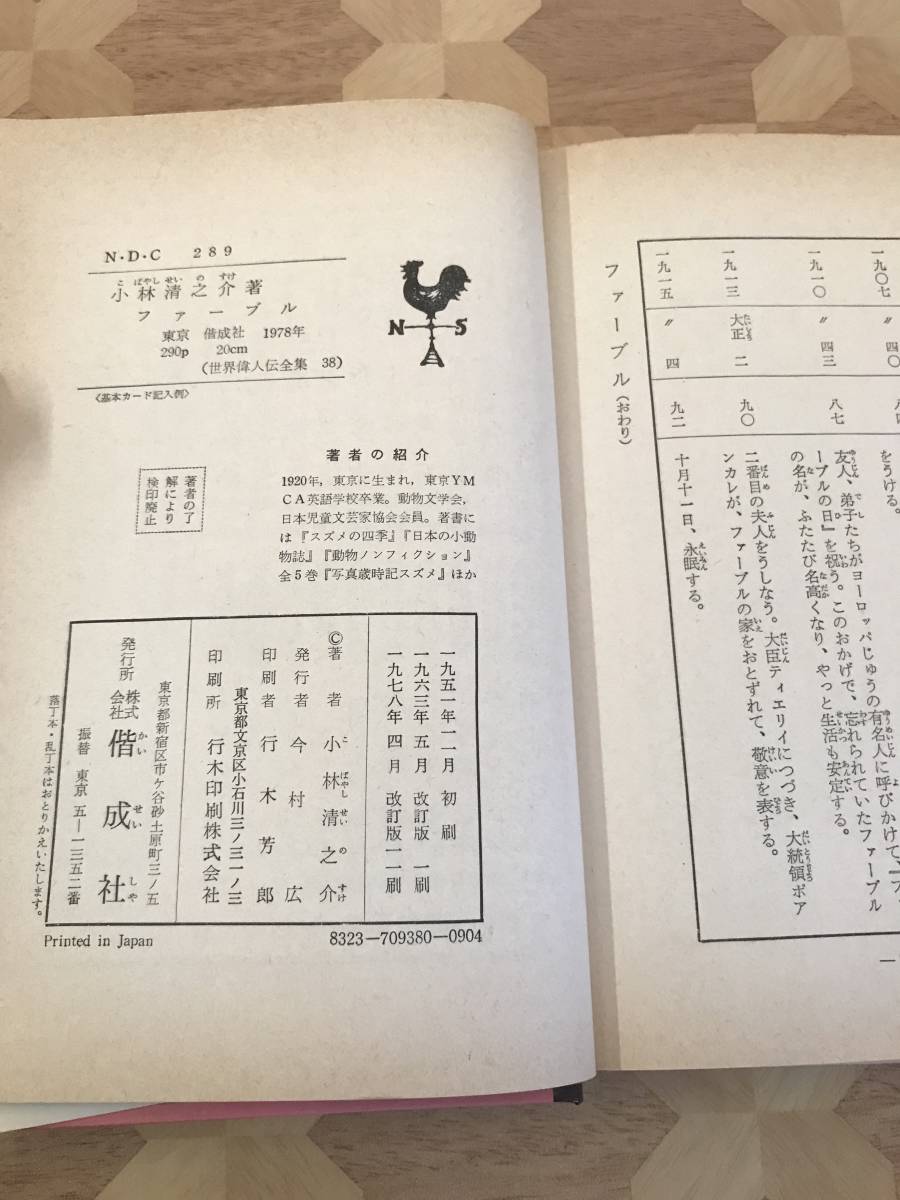 N・D・C 289
小林清之介著
ファーブル
東京 偕成社 1978年
290p 20cm
(世界偉人伝全集 38)
〈基本カード記入例〉
N S
著者の了
解により
検印廃止
著者の紹介
1920年，東京に生まれ，東京YM
CA英語学校卒業。動物文学会，
日本児童文芸家協会会員。著書に
は『スズメの四季』『日本の小動
物誌』『動物ノンフィクション』
全5巻『写真歳時記スズメ』ほか
一九五一年一二月 初刷
一九六三年 五月 改訂版 一刷
一九七八年 四月 改訂版一一刷
©著者 小林清之介
発行者 今村広
印刷者 行木芳郎
東京都文京区小石川三ノ三一ノ三
印刷所 行木印刷株式会社
東京都新宿区市ケ谷砂土原町三ノ五
発行所 株式会社 偕成社
振替 東京 五―一三五二番
落丁本・乱丁本はおとりかえいたします。
Printed in Japan
8323―709380―0904
一九〇七 〃 四〇
をうける。
一九一〇 〃 四三 八七
友人、弟子たちがヨーロッパじゅうの有名人に呼びかけて、
ーブルの日』を祝う。このおかげで、忘れられていたファーブル
の名が、ふたたび名高くなり、やっと生活も安定する。
一九一三 大正 二 九〇
二番目の夫人をうしなう。大臣ティエリイにつづき、大統領ポア
ンカレが、ファーブルの家をおとずれて、敬意を表する。
一九一五 〃 四 九二
十月十一日、永眠する。
ファーブル(おわり)